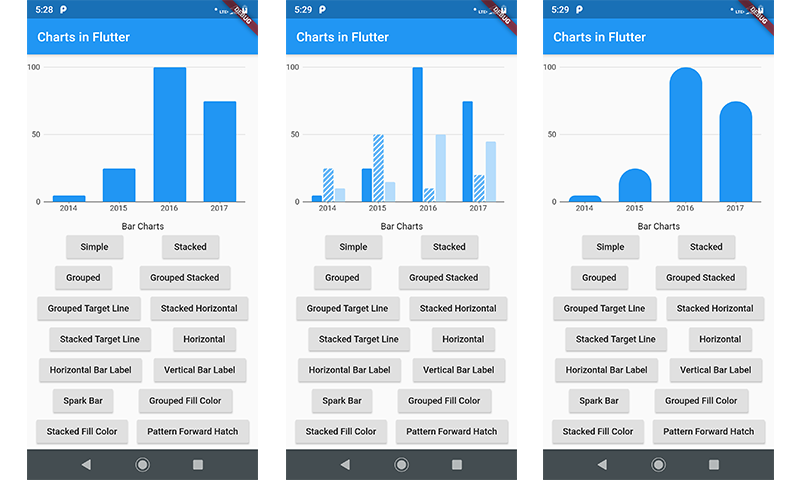 5:28
LTE+
DEBUG
Charts in Flutter
100
50
0
2014 2015 2016 2017
Bar Charts
Simple Stacked
Grouped Grouped Stacked
Grouped Target Line Stacked Horizontal
Stacked Target Line Horizontal
Horizontal Bar Label Vertical Bar Label
Spark Bar Grouped Fill Color
Stacked Fill Color Pattern Forward Hatch
5:29
LTE+
DEBUG
Charts in Flutter
100
50
0
2014 2015 2016 2017
Bar Charts
Simple Stacked
Grouped Grouped Stacked
Grouped Target Line Stacked Horizontal
Stacked Target Line Horizontal
Horizontal Bar Label Vertical Bar Label
Spark Bar Grouped Fill Color
Stacked Fill Color Pattern Forward Hatch
5:29
LTE+
DEBUG
Charts in Flutter
100
50
0
2014 2015 2016 2017
Bar Charts
Simple Stacked
Grouped Grouped Stacked
Grouped Target Line Stacked Horizontal
Stacked Target Line Horizontal
Horizontal Bar Label Vertical Bar Label
Spark Bar Grouped Fill Color
Stacked Fill Color Pattern Forward Hatch